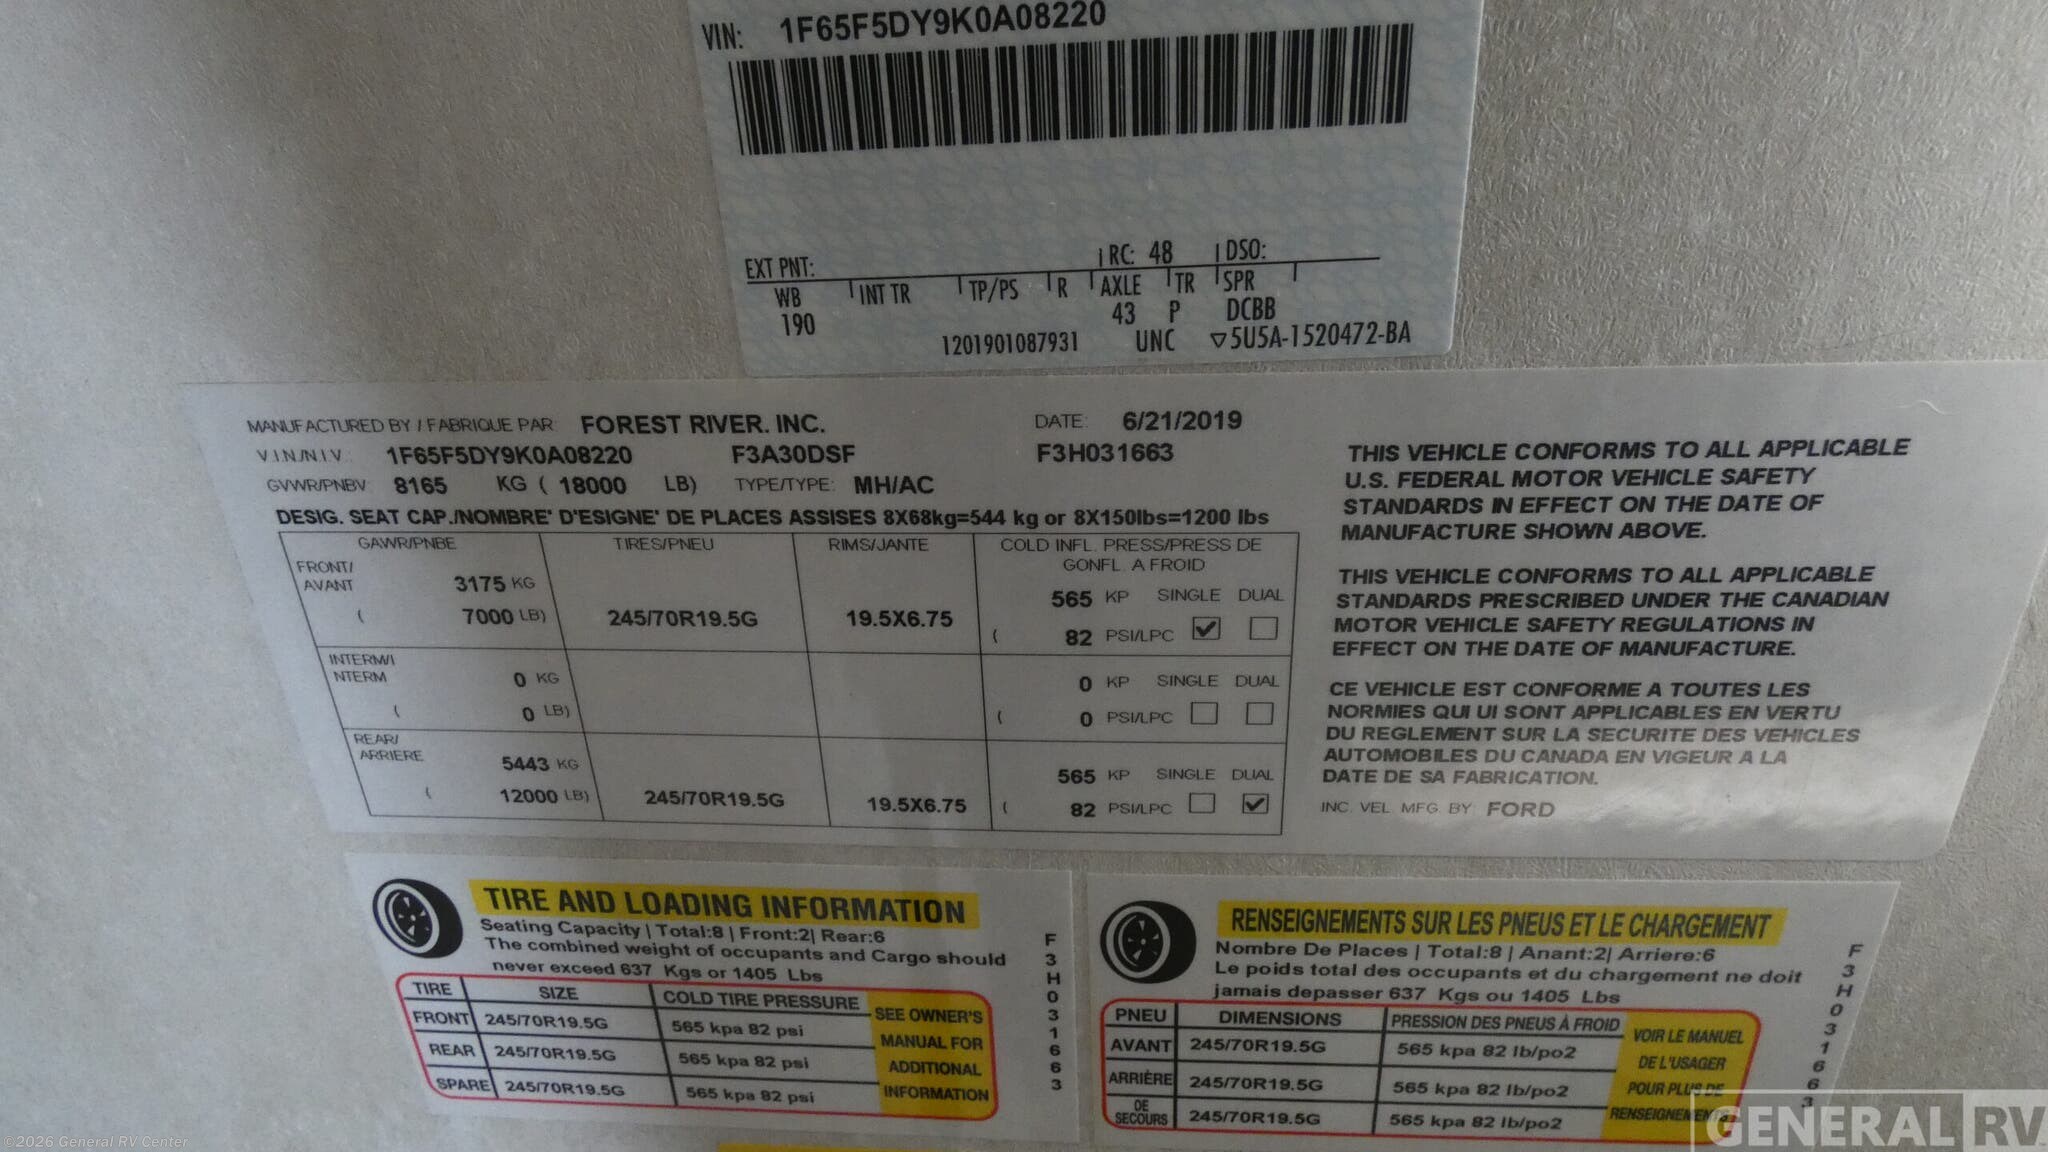 VIN: 1F65F5DY9K0A08220
EXT PNT: RC: 48 DSO:
WB INT TR TP/PS R AXLE TR SPR
190 43 P DCBB
1201901087931 UNC ▽5U5A-1520472-BA
MANUFACTURED BY / FABRIQUE PAR: FOREST RIVER. INC. DATE: 6/21/2019
V.I.N./N.I.V.: 1F65F5DY9K0A08220 F3A30DSF F3H031663
GVWR/PNBV 8165 KG ( 18000 LB) TYPE/TYPE: MH/AC
DESIG. SEAT CAP./NOMBRE' D'ESIGNE' DE PLACES ASSISES 8X68kg=544 kg or 8X150lbs=1200 lbs
GAWR/PNBE TIRES/PNEU RIMS/JANTE COLD INFL. PRESS/PRESS DE
GONFL. A FROID
FRONT/
AVANT 3175 KG 565 KP SINGLE DUAL
( 7000 LB) 245/70R19.5G 19.5X6.75 ( 82 PSI/LPC ☑ ☐
INTERM/I
NTERM 0 KG 0 KP SINGLE DUAL
( 0 LB) ( 0 PSI/LPC ☐ ☐
REAR/
ARRIERE 5443 KG 565 KP SINGLE DUAL
( 12000 LB) 245/70R19.5G 19.5X6.75 ( 82 PSI/LPC ☐ ☑
THIS VEHICLE CONFORMS TO ALL APPLICABLE
U.S. FEDERAL MOTOR VEHICLE SAFETY
STANDARDS IN EFFECT ON THE DATE OF
MANUFACTURE SHOWN ABOVE.
THIS VEHICLE CONFORMS TO ALL APPLICABLE
STANDARDS PRESCRIBED UNDER THE CANADIAN
MOTOR VEHICLE SAFETY REGULATIONS IN
EFFECT ON THE DATE OF MANUFACTURE.
CE VEHICLE EST CONFORME A TOUTES LES
NORMIES QUI UI SONT APPLICABLES EN VERTU
DU REGLEMENT SUR LA SECURITE DES VEHICLES
AUTOMOBILES DU CANADA EN VIGEUR A LA
DATE DE SA FABRICATION.
INC. VEL. MFG. BY: FORD
TIRE AND LOADING INFORMATION
Seating Capacity | Total:8 | Front:2| Rear:6
The combined weight of occupants and Cargo should
never exceed 637 Kgs or 1405 Lbs
TIRE SIZE COLD TIRE PRESSURE
FRONT 245/70R19.5G 565 kpa 82 psi
REAR 245/70R19.5G 565 kpa 82 psi
SPARE 245/70R19.5G 565 kpa 82 psi
SEE OWNER'S
MANUAL FOR
ADDITIONAL
INFORMATION
F3H031663
RENSEIGNEMENTS SUR LES PNEUS ET LE CHARGEMENT
Nombre De Places | Total:8 | Anant:2| Arriere:6
Le poids total des occupants et du chargement ne doit
jamais depasser 637 Kgs ou 1405 Lbs
PNEU DIMENSIONS PRESSION DES PNEUS À FROID
AVANT 245/70R19.5G 565 kpa 82 lb/po2
ARRIÈRE 245/70R19.5G 565 kpa 82 lb/po2
DE
SECOURS 245/70R19.5G 565 kpa 82 lb/po2
VOIR LE MANUEL
DE L'USAGER
POUR PLUS DE
RENSEIGNEMENTS
F3H031663
GENERAL RV
©2026 General RV Center